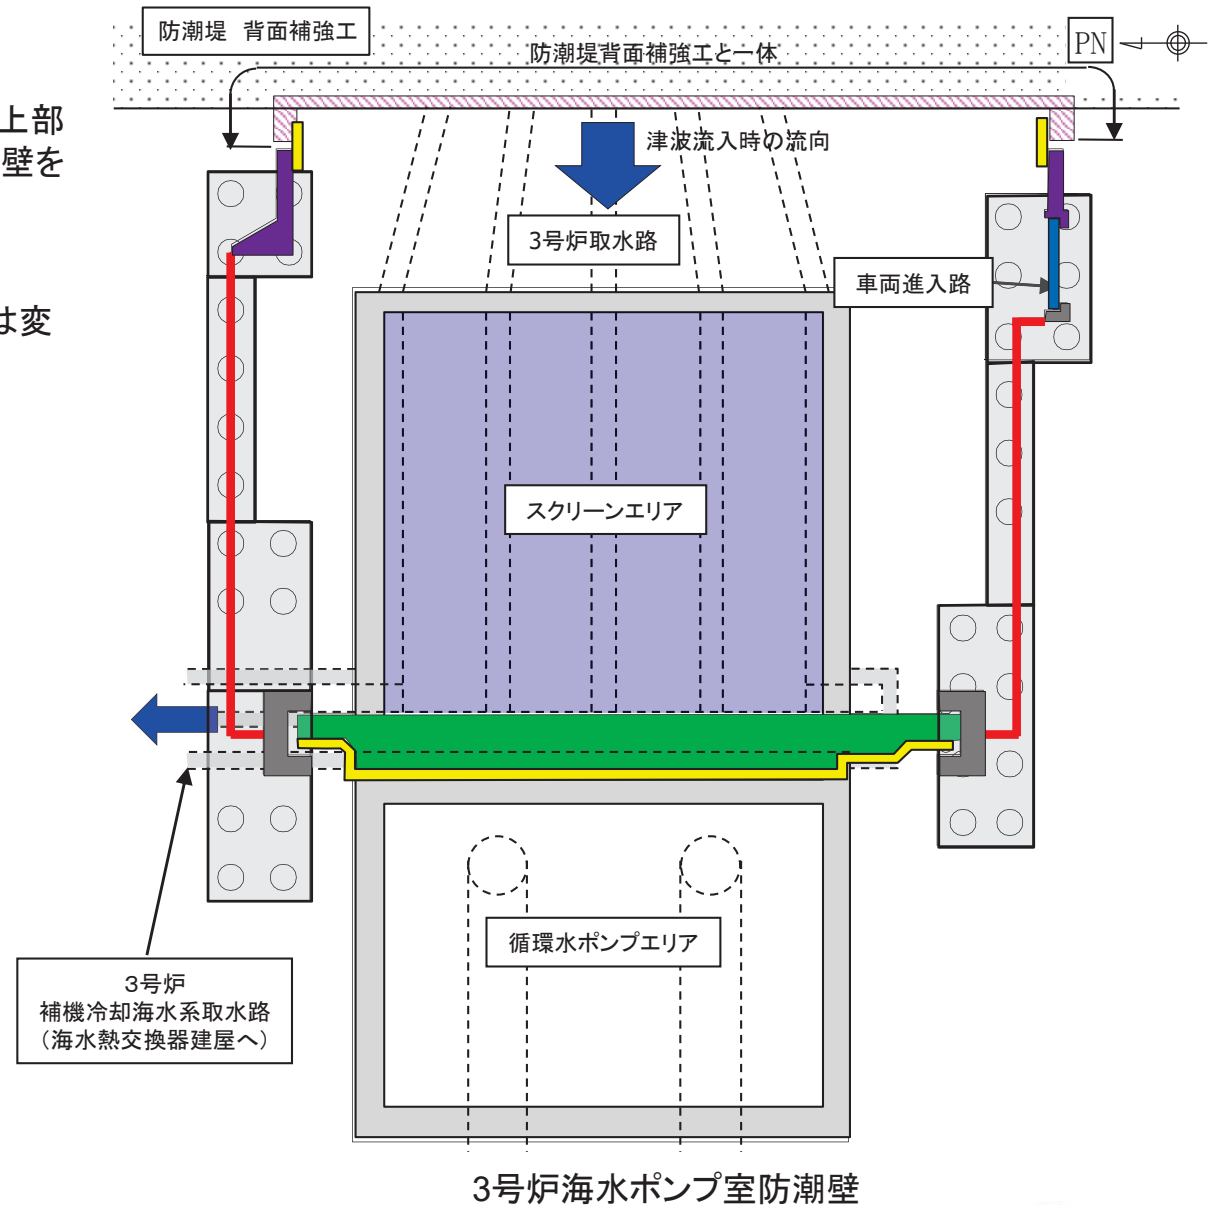 防潮堤 背面補強工
PN
防潮堤背面補強工と一体
上部
壁を
津波流入時の流向
3号炉取水路
車両進入路
は変
スクリーンエリア
循環水ポンプエリア
3号炉
補機冷却海水系取水路
(海水熱交換器建屋へ)
3号炉海水ポンプ室防潮壁